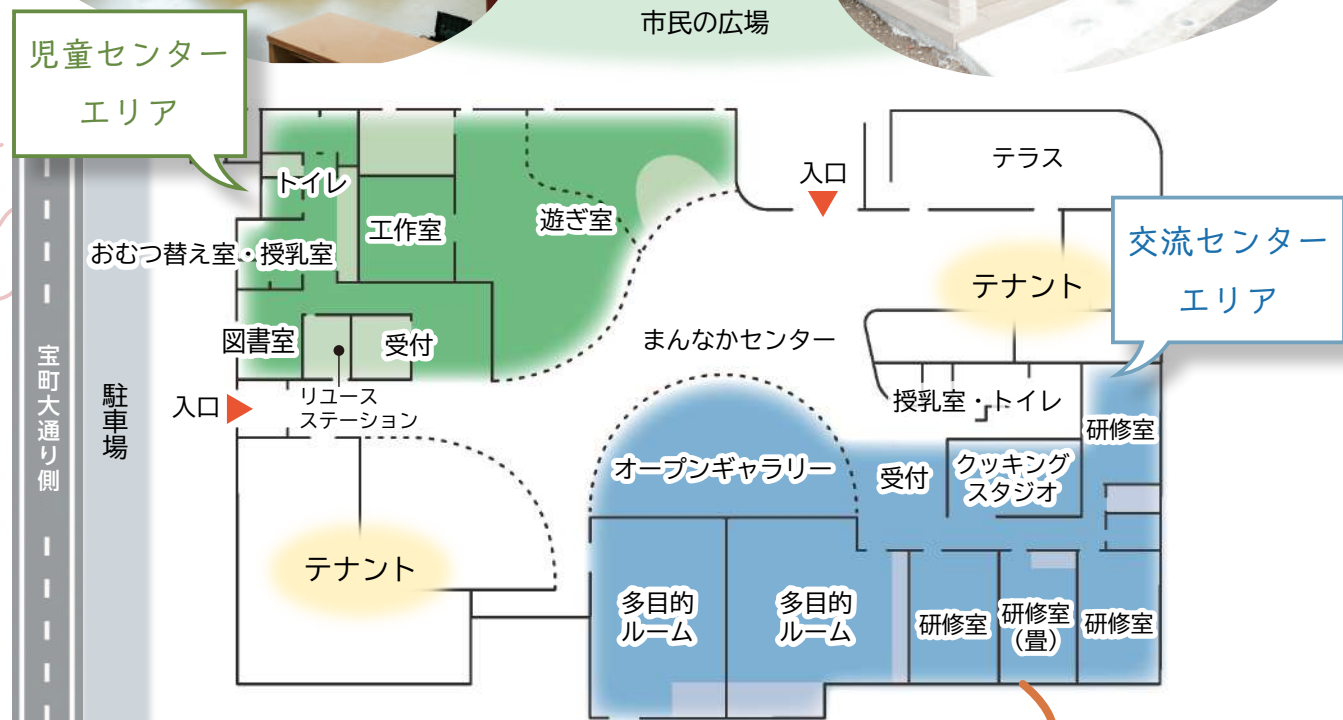 市民の広場
児童センター
エリア
テラス
入口
トイレ
工作室
遊ぎ室
交流センター
エリア
おむつ替え室・授乳室
テナント
図書室
受付
まんなかセンター
宝町大通り側
駐車場
入口
リユース
ステーション
授乳室・トイレ
研修室
オープンギャラリー
受付
クッキング
スタジオ
テナント
多目的
ルーム
多目的
ルーム
研修室
研修室
(畳)
研修室